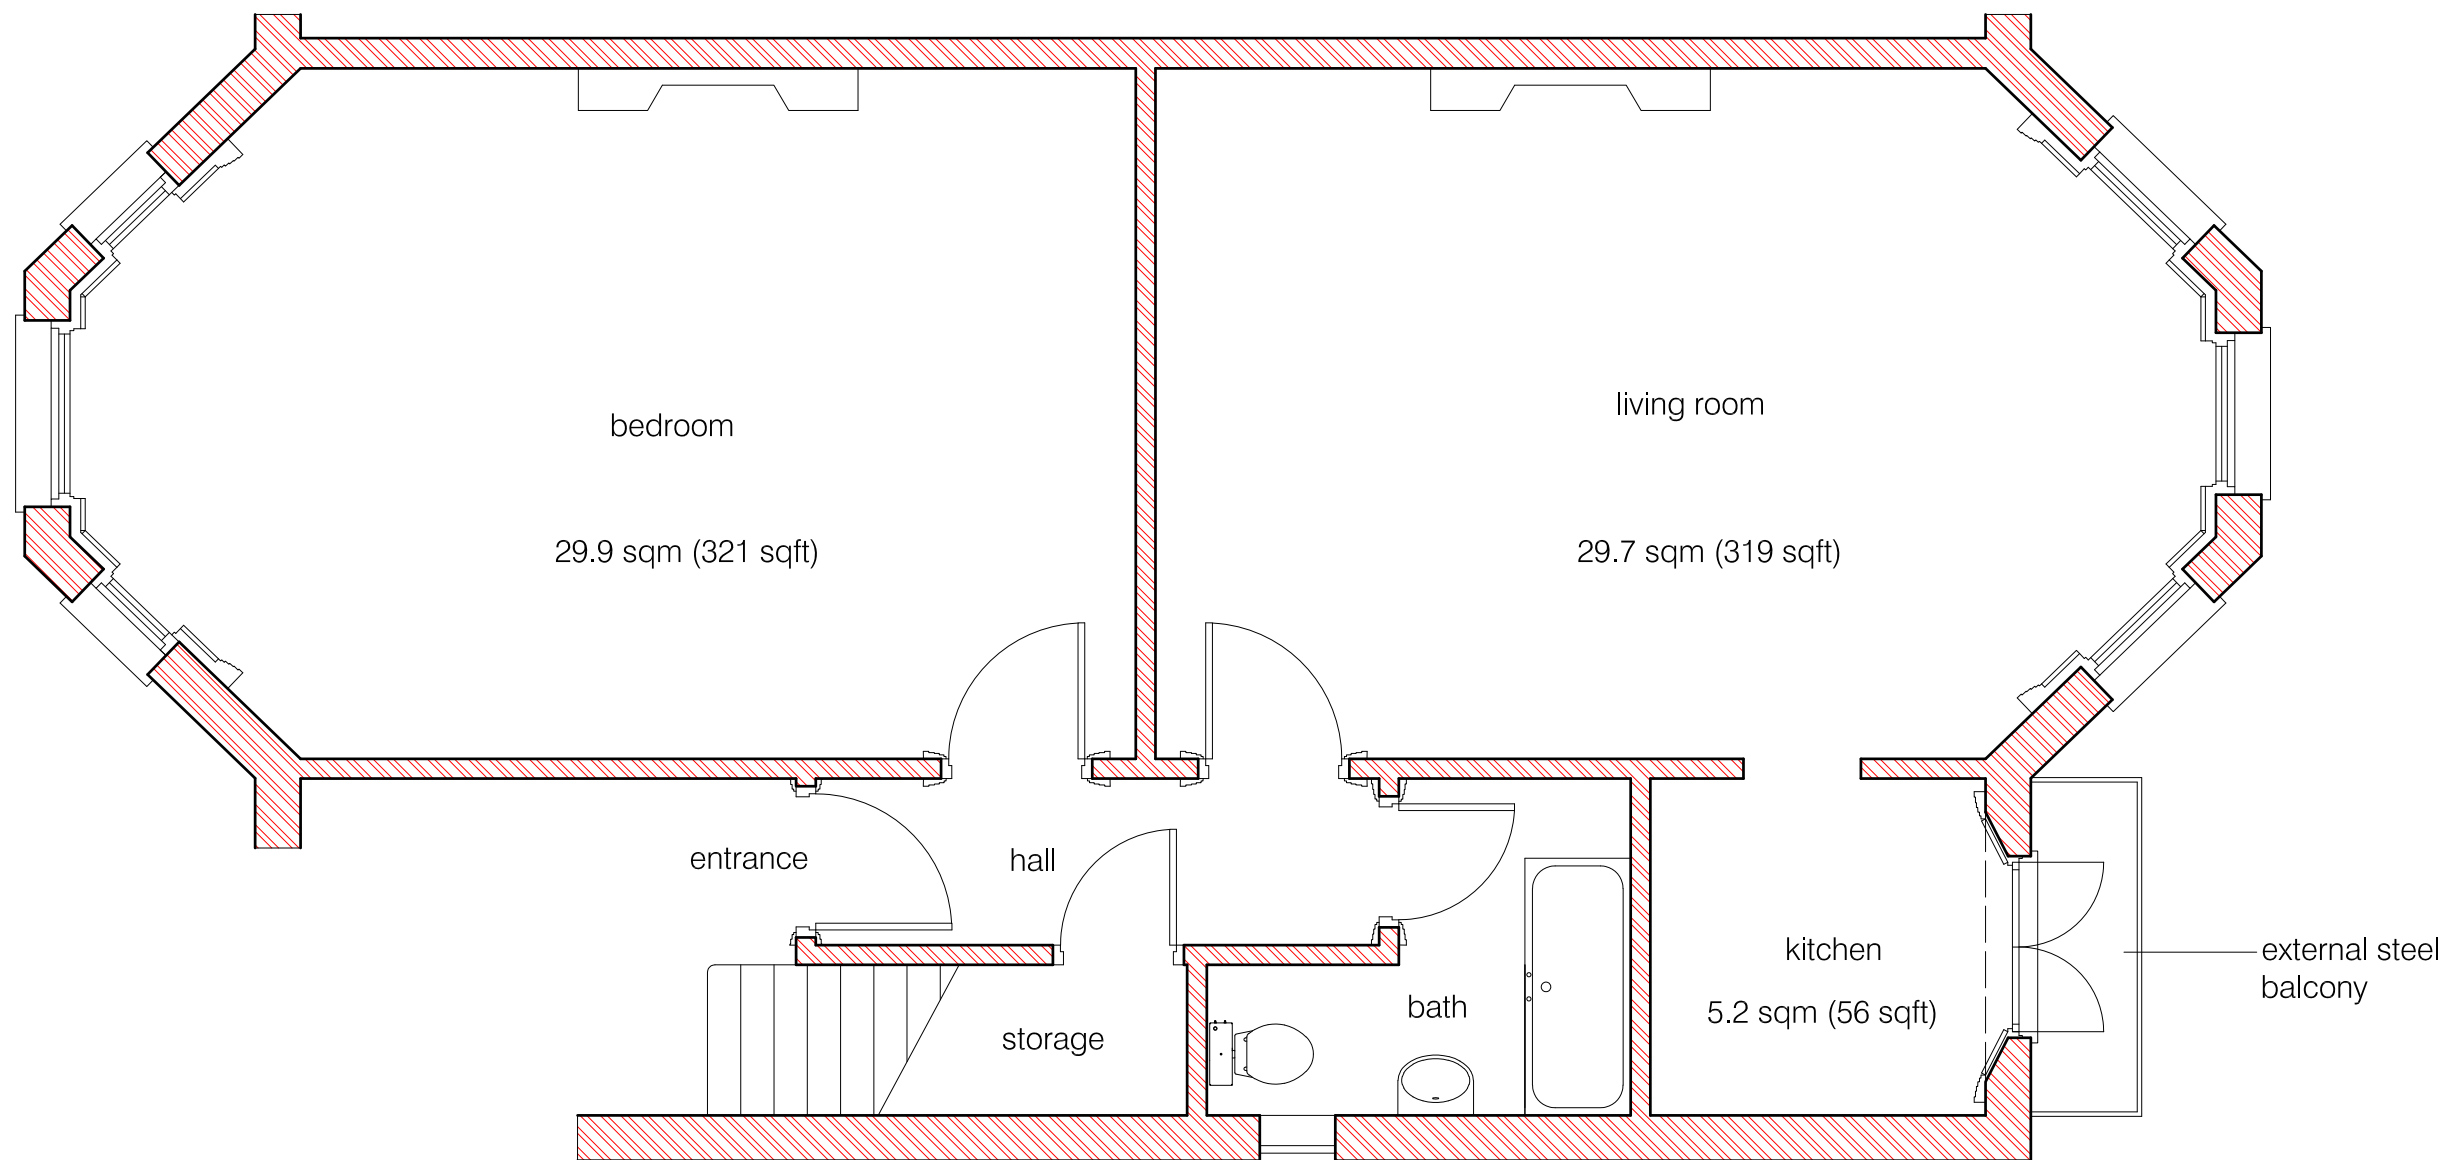 bedroom
29.9 sqm (321 sqft)
living room
29.7 sqm (319 sqft)
entrance
hall
storage
bath
kitchen
5.2 sqm (56 sqft)
external steel
balcony